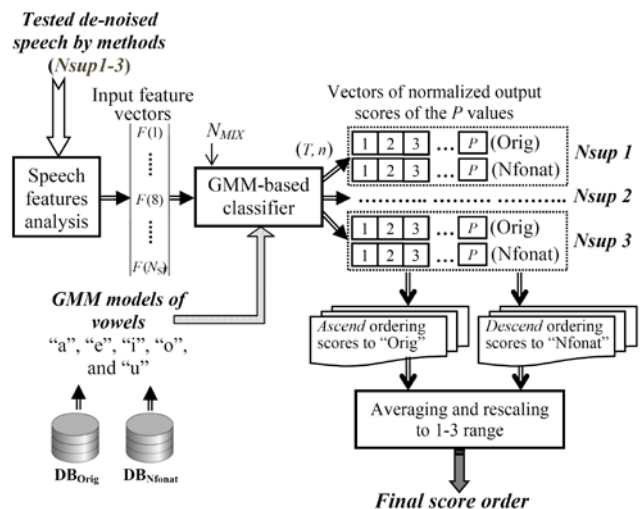 Tested de-noised
speech by methods
(Nsup1-3)
Input feature
vectors
F(1)
F(8)
F(NS)
Speech
features
analysis
NMIX
GMM-based
classifier
(T, n)
Vectors of normalized output
scores of the P values
1 2 3 ... P (Orig)
1 2 3 ... P (Nfonat)
Nsup 1
Nsup 2
1 2 3 ... P (Orig)
1 2 3 ... P (Nfonat)
Nsup 3
GMM models of
vowels
“a”, “e”, “i”, “o”,
and “u”
DBOrig
DBNfonat
Ascend ordering
scores to “Orig”
Descend ordering
scores to “Nfonat”
Averaging and rescaling
to 1-3 range
Final score order